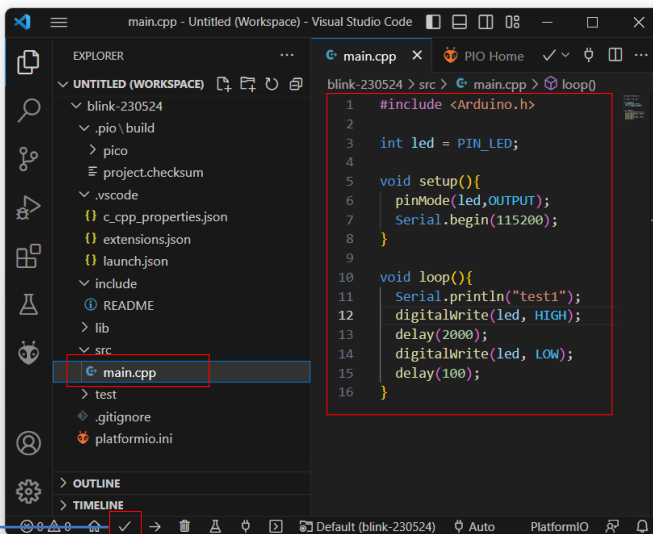 main.cpp - Untitled (Workspace) - Visual Studio Code
EXPLORER
UNTITLED (WORKSPACE)
blink-230524
.pio\build
pico
project.checksum
.vscode
{} c_cpp_properties.json
{} extensions.json
{} launch.json
include
README
lib
src
main.cpp
test
.gitignore
platformio.ini
OUTLINE
TIMELINE
main.cpp
PIO Home
blink-230524 > src > main.cpp > loop()
1 #include <Arduino.h>
2
3 int led = PIN_LED;
4
5 void setup(){
6 pinMode(led,OUTPUT);
7 Serial.begin(115200);
8 }
9
10 void loop(){
11 Serial.println("test1");
12 digitalWrite(led, HIGH);
13 delay(2000);
14 digitalWrite(led, LOW);
15 delay(100);
16 }
0 0 Default (blink-230524) Auto PlatformIO